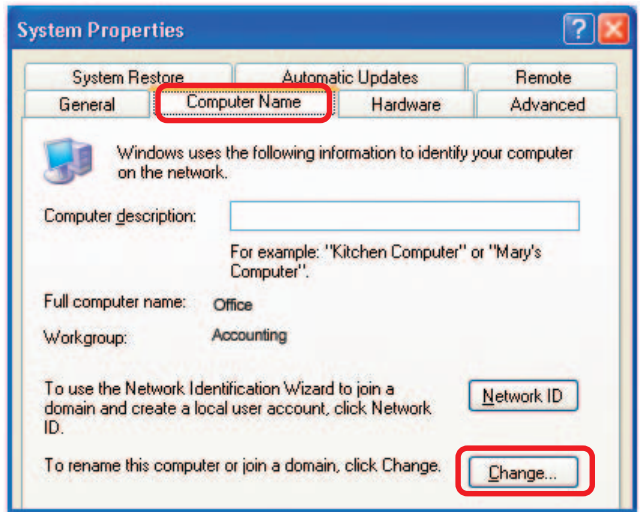 System Properties
System Restore Automatic Updates Remote
General Computer Name Hardware Advanced
Windows uses the following information to identify your computer
on the network.
Computer description:
For example: "Kitchen Computer" or "Mary's
Computer".
Full computer name: Office
Workgroup: Accounting
To use the Network Identification Wizard to join a
domain and create a local user account, click Network
ID.
Network ID
To rename this computer or join a domain, click Change.
Change...